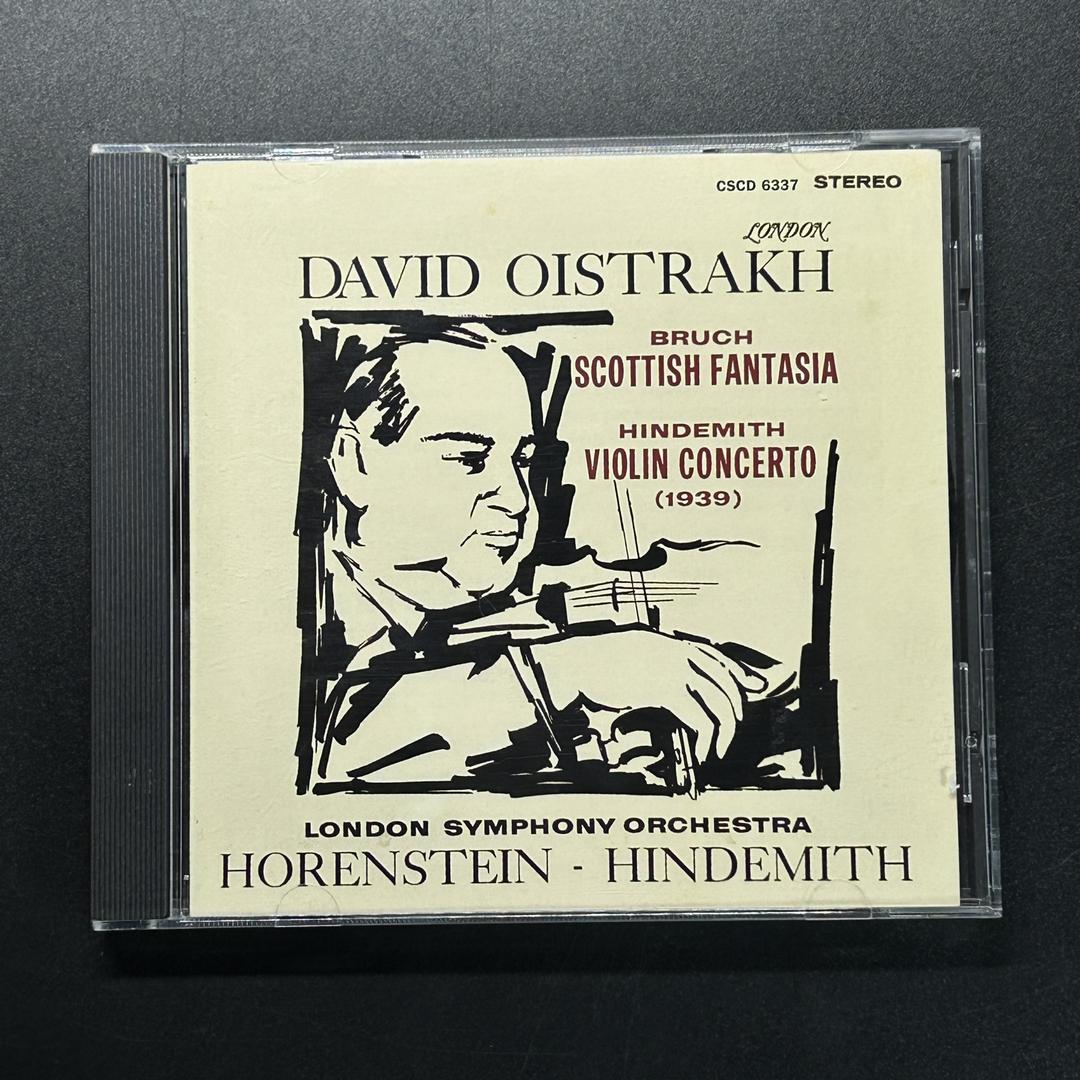 CSCD 6337 STEREO
LONDON
DAVID OISTRAKH
BRUCH
SCOTTISH FANTASIA
HINDEMITH
VIOLIN CONCERTO
(1939)
LONDON SYMPHONY ORCHESTRA
HORENSTEIN - HINDEMITH